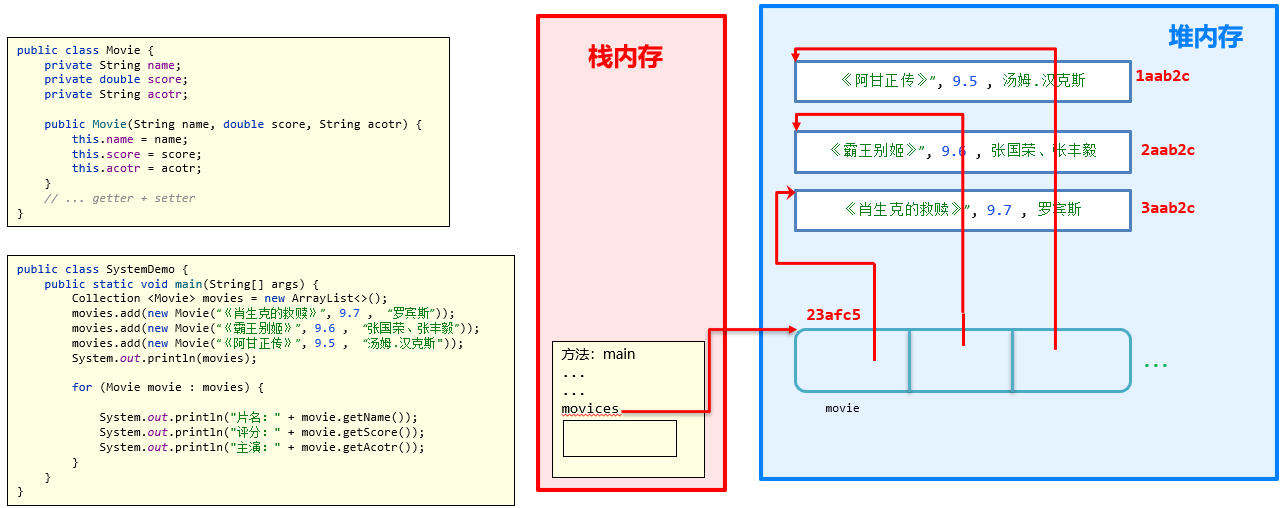 public class Movie {
    private String name;
    private double score;
    private String acotr;
    public Movie(String name, double score, String acotr) {
        this.name = name;
        this.score = score;
        this.acotr = acotr;
    }
    // ... getter + setter
}
public class SystemDemo {
    public static void main(String[] args) {
        Collection <Movie> movies = new ArrayList<>();
        movies.add(new Movie(“《肖生克的救赎》”, 9.7 , “罗宾斯”));
        movies.add(new Movie(“《霸王别姬》”, 9.6 , “张国荣、张丰毅”));
        movies.add(new Movie(“《阿甘正传》”, 9.5 , “汤姆.汉克斯"));
        System.out.println(movies);
        for (Movie movie : movies) {
            System.out.println("片名：" + movie.getName());
            System.out.println("评分：" + movie.getScore());
            System.out.println("主演：" + movie.getAcotr());
        }
    }
}
栈内存
方法：main
...
...
movices
堆内存
《阿甘正传》”, 9.5 , 汤姆.汉克斯
1aab2c
《霸王别姬》”, 9.6 , 张国荣、张丰毅
2aab2c
《肖生克的救赎》”, 9.7 , 罗宾斯
3aab2c
23afc5
...
movie